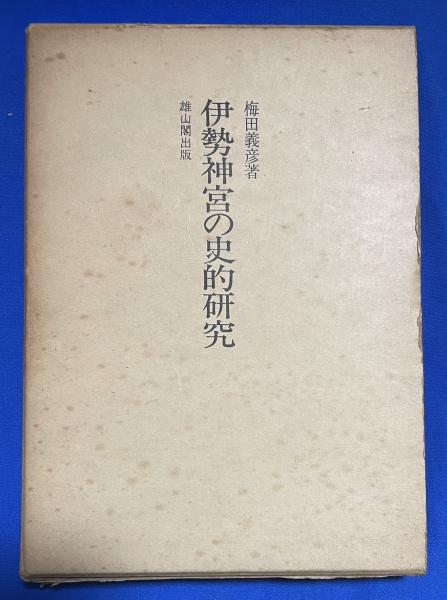 梅田義彦著
伊勢神宮の史的研究
雄山閣出版